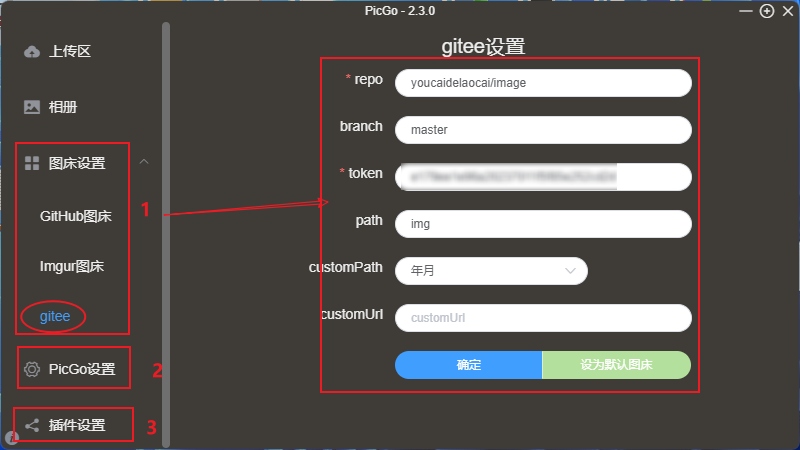 PicGo - 2.3.0
上传区
相册
图床设置
GitHub图床
Imgur图床
gitee
PicGo设置
插件设置
1
2
3
gitee设置
* repo
youcaidelaocai/image
branch
master
* token
path
img
customPath
年月
customUrl
customUrl
确定
设为默认图床